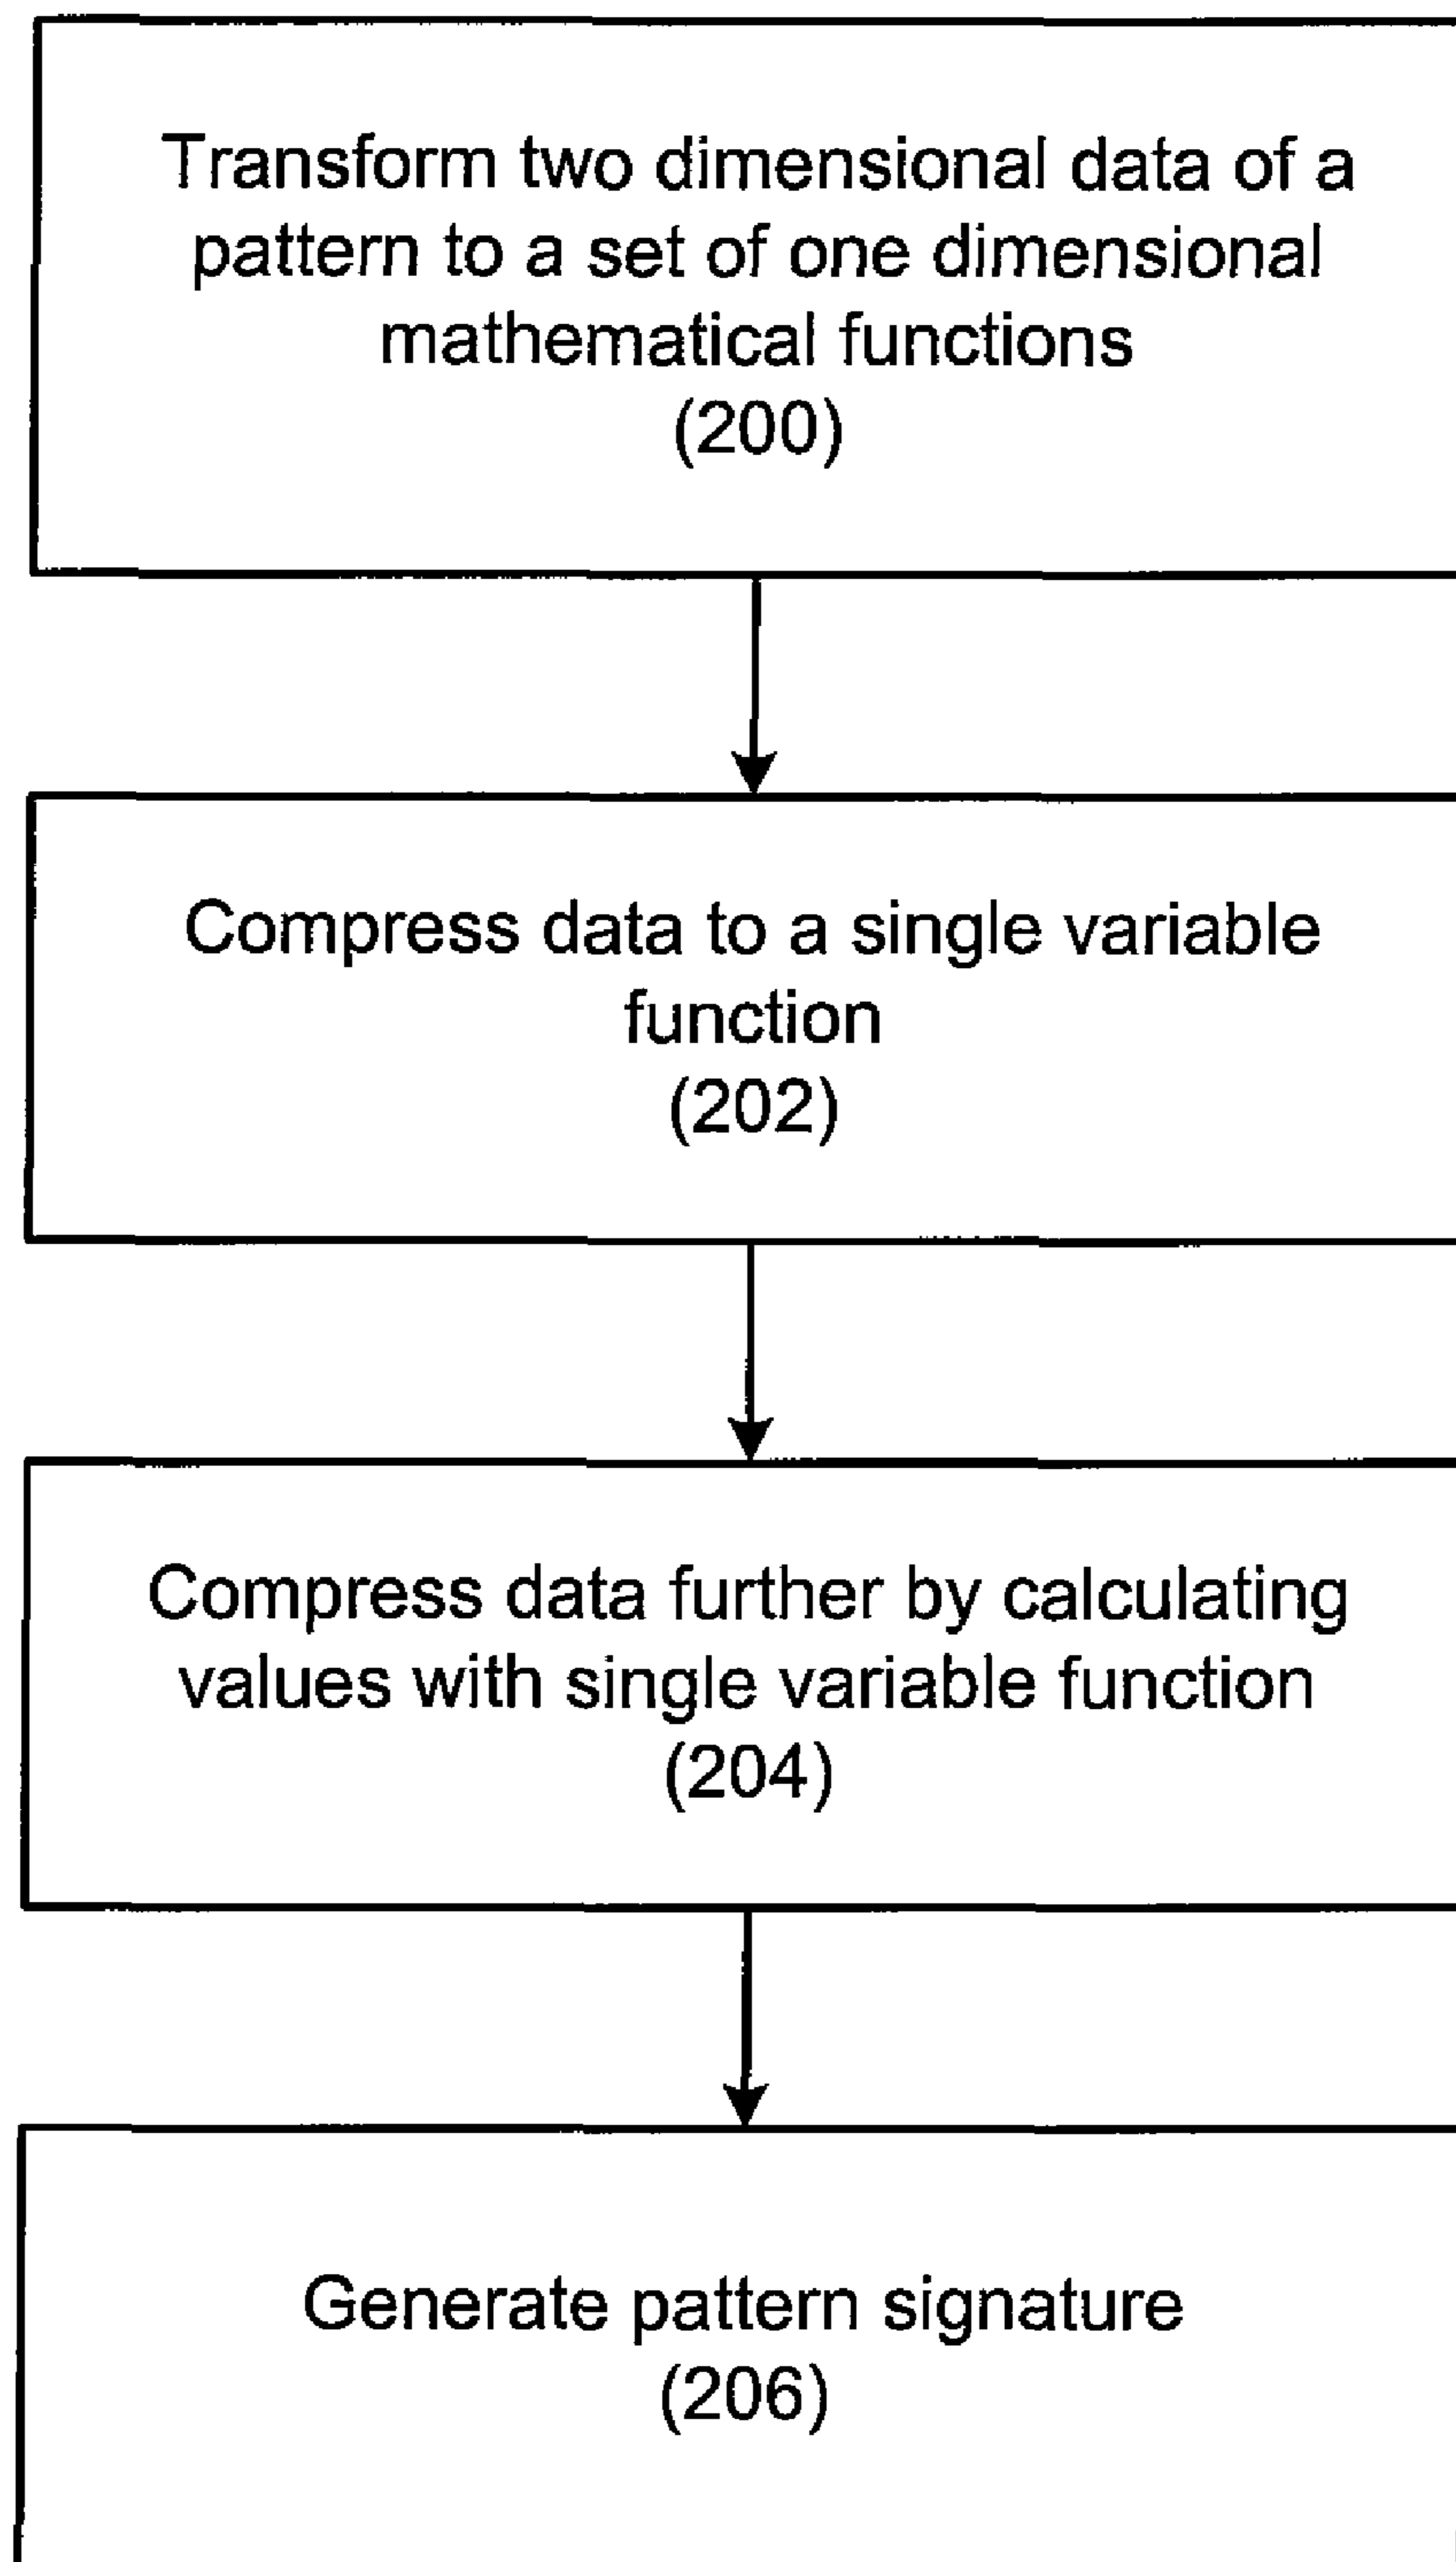 Transform two dimensional data of a
pattern to a set of one dimensional
mathematical functions
(200)
Compress data to a single variable
function
(202)
Compress data further by calculating
values with single variable function
(204)
Generate pattern signature
(206)